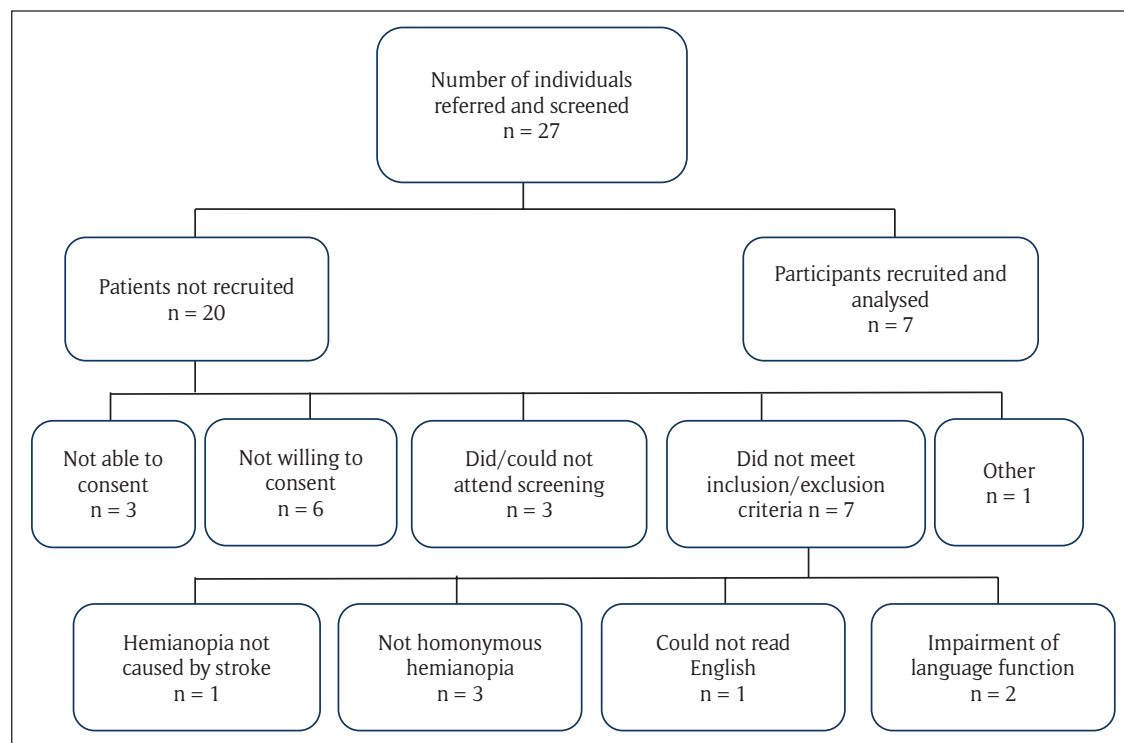 Number of individuals
referred and screened
n = 27
Patients not recruited
n = 20
Participants recruited and
analysed
n = 7
Not able to
consent
n = 3
Not willing to
consent
n = 6
Did/could not
attend screening
n = 3
Did not meet
inclusion/exclusion
criteria n = 7
Other
n = 1
Hemianopia not
caused by stroke
n = 1
Not homonymous
hemianopia
n = 3
Could not read
English
n = 1
Impairment of
language function
n = 2